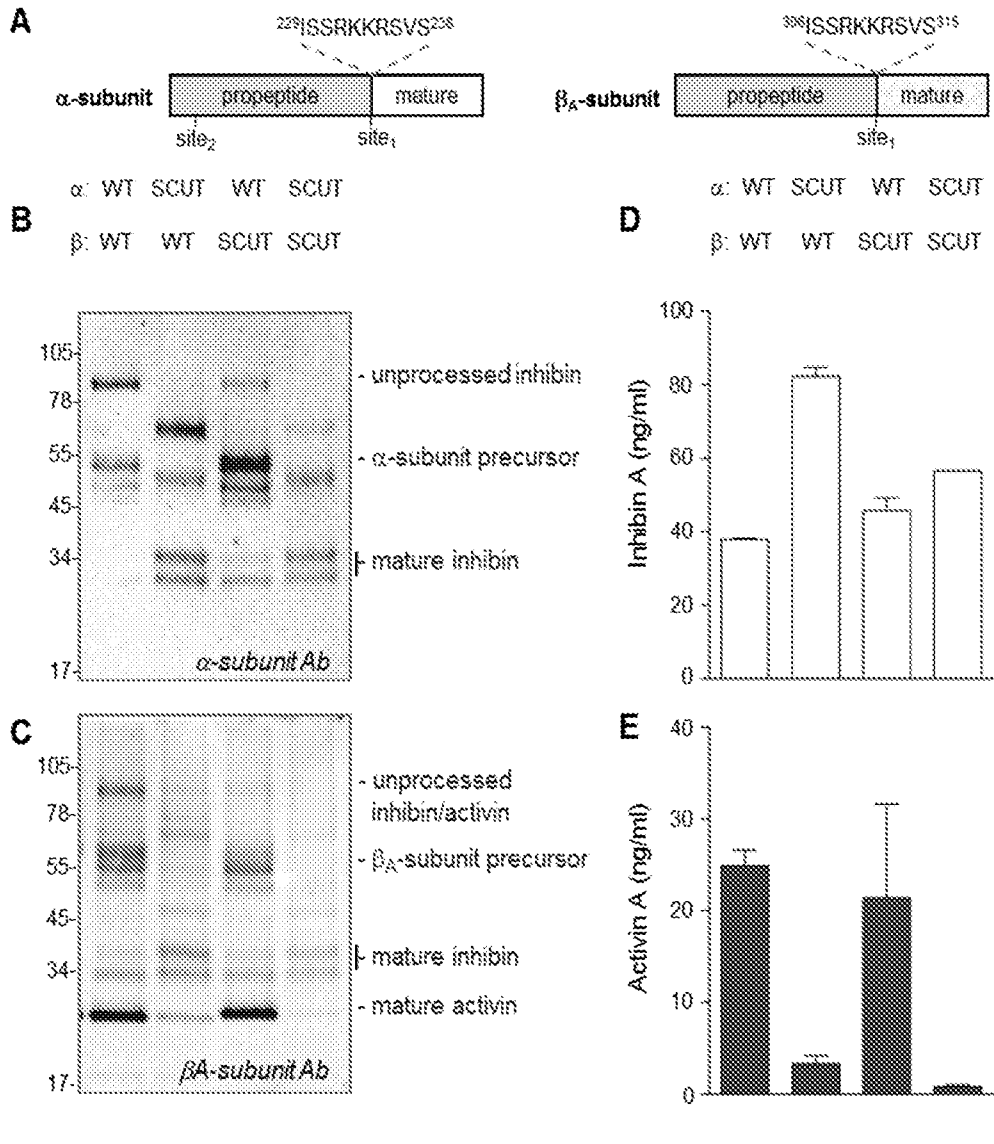 A
²²⁹ISSRKKRSVS²³⁸
³⁰⁶ISSRKKRSVS³¹⁵
α-subunit
propeptide
mature
βA-subunit
propeptide
mature
site₂
site₁
site₁
α: WT SCUT WT SCUT
α: WT SCUT WT SCUT
B
D
β: WT WT SCUT SCUT
β: WT WT SCUT SCUT
105-
78-
55-
45-
34-
17-
unprocessed inhibin
α-subunit precursor
mature inhibin
α-subunit Ab
Inhibin A (ng/ml)
100
80
60
40
20
0
C
105-
78-
55-
45-
34-
17-
unprocessed
inhibin/activin
βA-subunit precursor
mature inhibin
mature activin
βA-subunit Ab
E
Activin A (ng/ml)
40
30
20
10
0